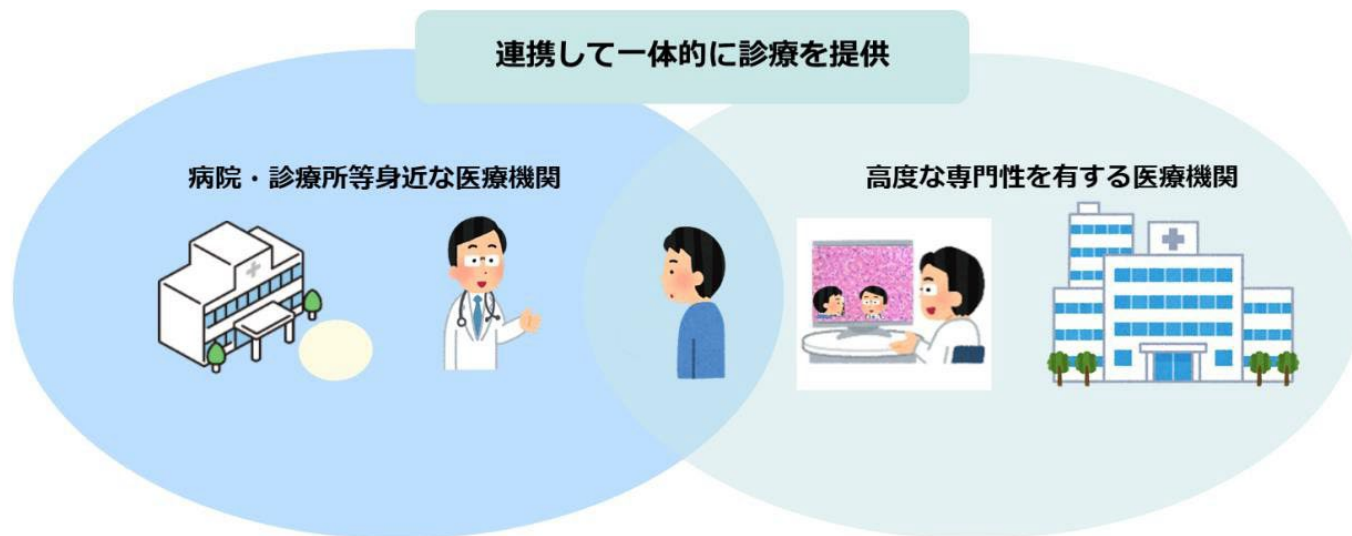 連携して一体的に診療を提供
病院・診療所等身近な医療機関
高度な専門性を有する医療機関